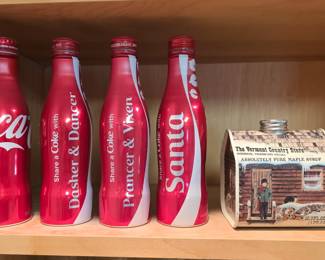 Coca
Share a Coke with
Dasher & Dancer
Share a Coke with
Prancer & Vixen
Share a Coke with
Santa
The Vermont Country Store
ABSOLUTELY PURE MAPLE SYRUP